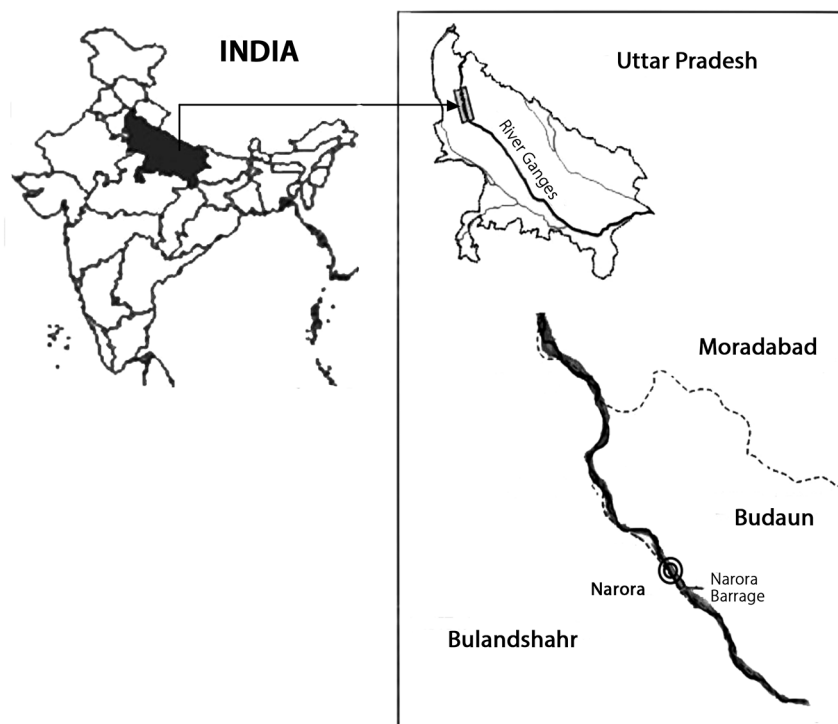 INDIA
Uttar Pradesh
River Ganges
Moradabad
Budaun
Narora
Narora
Barrage
Bulandshahr